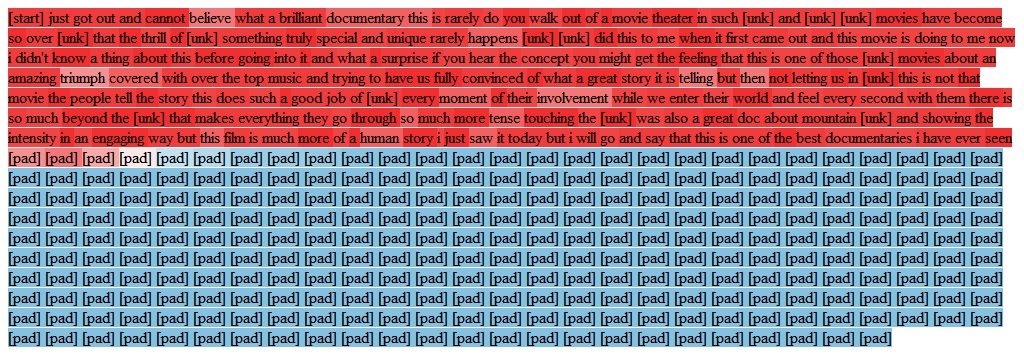 [start] just got out and cannot believe what a brilliant documentary this is rarely do you walk out of a movie theater in such [unk] and [unk] [unk] movies have become
so over [unk] that the thrill of [unk] something truly special and unique rarely happens [unk] [unk] did this to me when it first came out and this movie is doing to me now
i didn't know a thing about this before going into it and what a surprise if you hear the concept you might get the feeling that this is one of those [unk] movies about an
amazing triumph covered with over the top music and trying to have us fully convinced of what a great story it is telling but then not letting us in [unk] this is not that
movie the people tell the story this does such a good job of [unk] every moment of their involvement while we enter their world and feel every second with them there is
so much beyond the [unk] that makes everything they go through so much more tense touching the [unk] was also a great doc about mountain [unk] and showing the
intensity in an engaging way but this film is much more of a human story i just saw it today but i will go and say that this is one of the best documentaries i have ever seen
[pad] [pad] [pad] [pad] [pad] [pad] [pad] [pad] [pad] [pad] [pad] [pad] [pad] [pad] [pad] [pad] [pad] [pad] [pad] [pad] [pad] [pad] [pad] [pad] [pad] [pad] [pad]
[pad] [pad] [pad] [pad] [pad] [pad] [pad] [pad] [pad] [pad] [pad] [pad] [pad] [pad] [pad] [pad] [pad] [pad] [pad] [pad] [pad] [pad] [pad] [pad] [pad] [pad] [pad]
[pad] [pad] [pad] [pad] [pad] [pad] [pad] [pad] [pad] [pad] [pad] [pad] [pad] [pad] [pad] [pad] [pad] [pad] [pad] [pad] [pad] [pad] [pad] [pad] [pad] [pad] [pad]
[pad] [pad] [pad] [pad] [pad] [pad] [pad] [pad] [pad] [pad] [pad] [pad] [pad] [pad] [pad] [pad] [pad] [pad] [pad] [pad] [pad] [pad] [pad] [pad] [pad] [pad] [pad]
[pad] [pad] [pad] [pad] [pad] [pad] [pad] [pad] [pad] [pad] [pad] [pad] [pad] [pad] [pad] [pad] [pad] [pad] [pad] [pad] [pad] [pad] [pad] [pad] [pad] [pad] [pad]
[pad] [pad] [pad] [pad] [pad] [pad] [pad] [pad] [pad] [pad] [pad] [pad] [pad] [pad] [pad] [pad] [pad] [pad] [pad] [pad] [pad] [pad] [pad] [pad] [pad] [pad] [pad]
[pad] [pad] [pad] [pad] [pad] [pad] [pad] [pad] [pad] [pad] [pad] [pad] [pad] [pad] [pad] [pad] [pad] [pad] [pad] [pad] [pad] [pad] [pad] [pad] [pad] [pad] [pad]
[pad] [pad] [pad] [pad] [pad] [pad] [pad] [pad] [pad] [pad] [pad] [pad] [pad] [pad] [pad] [pad] [pad] [pad] [pad] [pad] [pad] [pad] [pad] [pad] [pad] [pad] [pad]
[pad] [pad] [pad] [pad] [pad] [pad] [pad] [pad] [pad] [pad] [pad] [pad] [pad] [pad] [pad] [pad] [pad] [pad] [pad] [pad] [pad] [pad] [pad] [pad] [pad] [pad] [pad]
[pad] [pad] [pad] [pad] [pad] [pad] [pad] [pad] [pad] [pad] [pad] [pad] [pad] [pad] [pad] [pad] [pad] [pad] [pad] [pad] [pad] [pad] [pad] [pad]